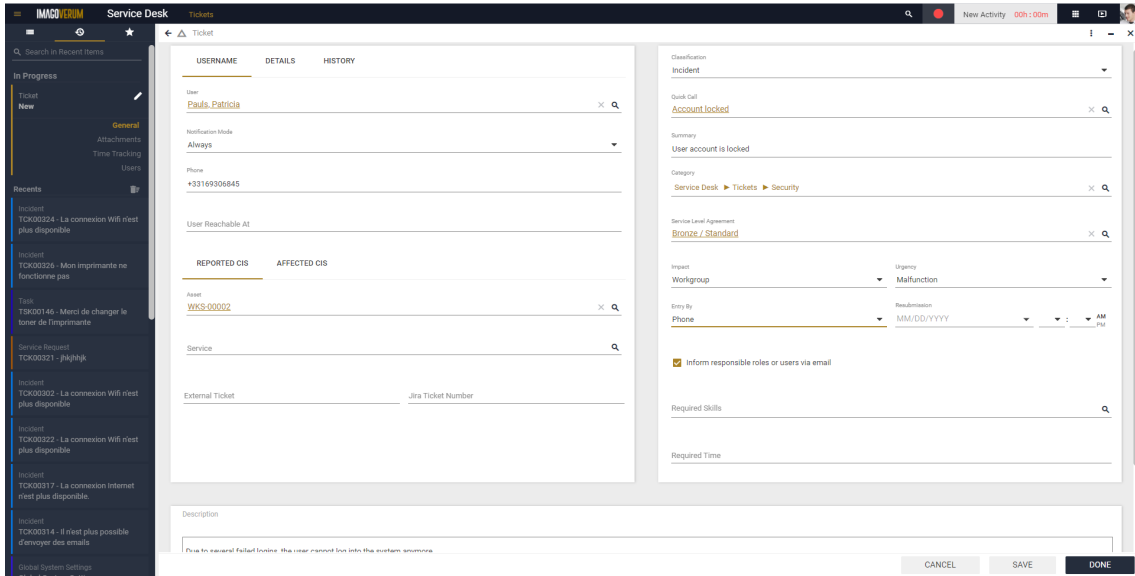 IMAGOVERUM Service Desk Tickets
New Activity 00h : 00m
Search in Recent Items
In Progress
Ticket
New
General
Attachments
Time Tracking
Users
Recents
Incident
TCK00324 - La connexion Wifi n'est
plus disponible
Incident
TCK00326 - Mon imprimante ne
fonctionne pas
Task
TSK00146 - Merci de changer le
toner de l'imprimante
Service Request
TCK00321 - jhkjhhjk
Incident
TCK00302 - La connexion Wifi n'est
plus disponible
Incident
TCK00322 - La connexion Wifi n'est
plus disponible
Incident
TCK00317 - La connexion Internet
n'est plus disponible.
Incident
TCK00314 - Il n'est plus possible
d'envoyer des emails
Global System Settings
Ticket
USERNAME DETAILS HISTORY
User
Pauls, Patricia
Notification Mode
Always
Phone
+33169306845
User Reachable At
REPORTED CIS AFFECTED CIS
Asset
WKS-00002
Service
External Ticket Jira Ticket Number
Classification
Incident
Quick Call
Account locked
Summary
User account is locked
Category
Service Desk ▶ Tickets ▶ Security
Service Level Agreement
Bronze / Standard
Impact Urgency
Workgroup Malfunction
Entry By Resubmission
Phone MM/DD/YYYY : AM
PM
Inform responsible roles or users via email
Required Skills
Required Time
Description
Due to several failed logins, the user cannot log into the system anymore
CANCEL SAVE DONE